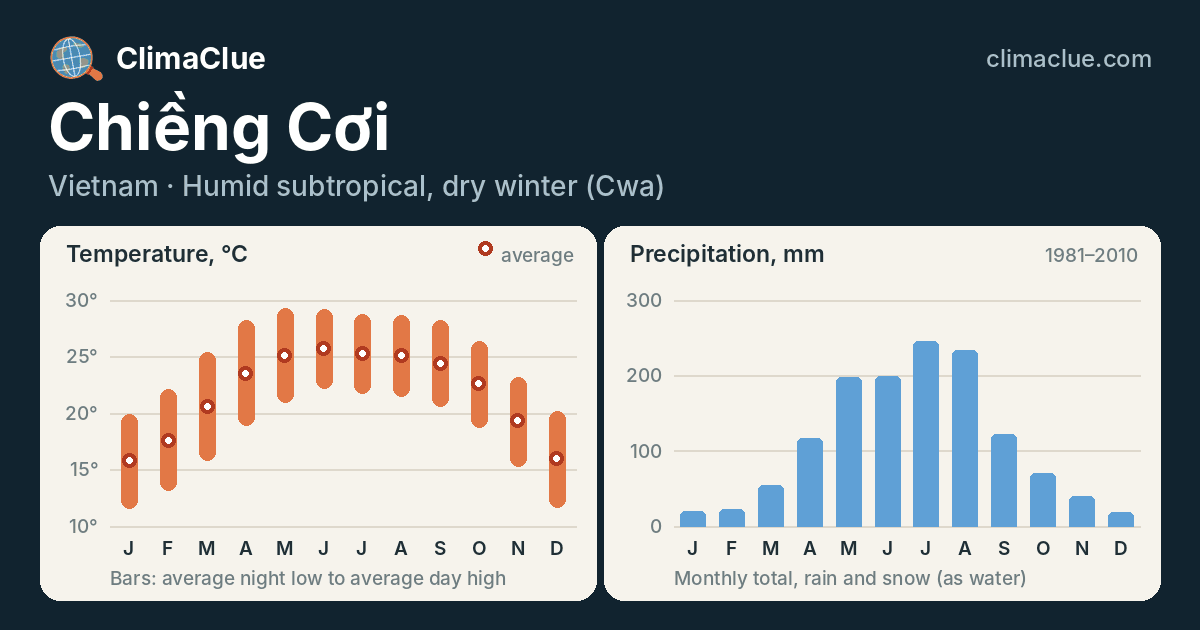 ClimaClue
climaclue.com
Chiềng Cơi
Vietnam · Humid subtropical, dry winter (Cwa)
Temperature, °C
average
30°
25°
20°
15°
10°
J F M A M J J A S O N D
Bars: average night low to average day high
Precipitation, mm
1981–2010
300
200
100
0
J F M A M J J A S O N D
Monthly total, rain and snow (as water)